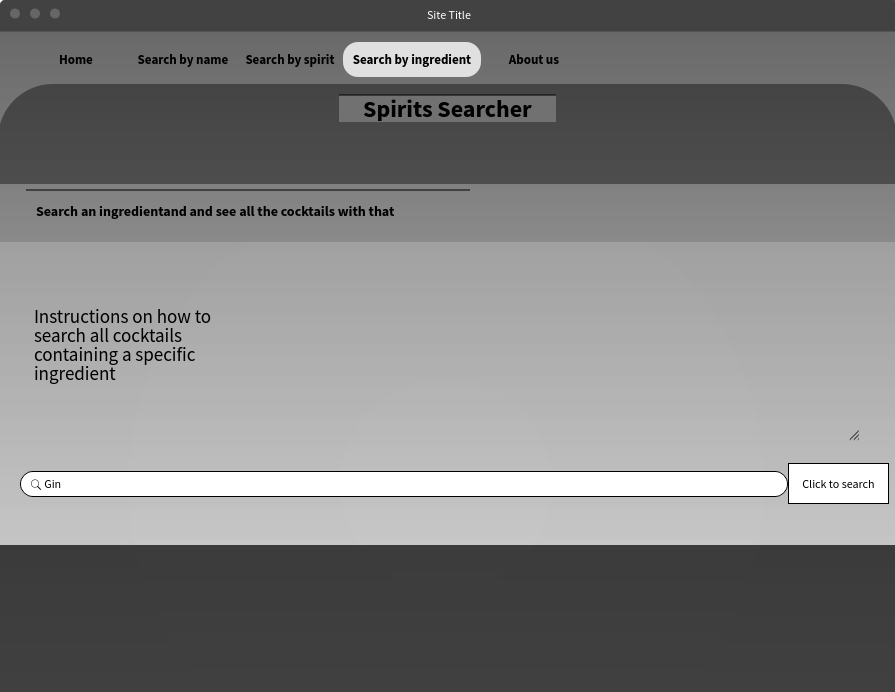 Site Title
Home Search by name Search by spirit Search by ingredient About us
Spirits Searcher
Search an ingredientand and see all the cocktails with that
Instructions on how to
search all cocktails
containing a specific
ingredient
Gin Click to search